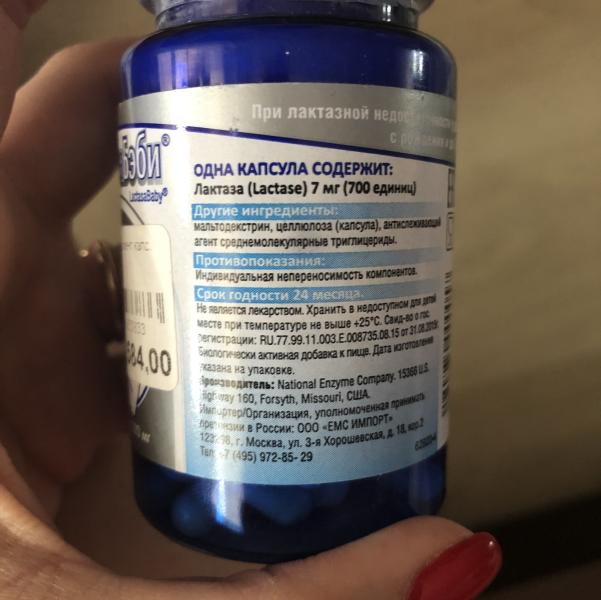 При лактазной
с рождения и
Бэби®
LactasaBaby®
ОДНА КАПСУЛА СОДЕРЖИТ:
Лактаза (Lactase) 7 мг (700 единиц)
Другие ингредиенты:
мальтодекстрин, целлюлоза (капсула), антислеживающий
агент среднемолекулярные триглицериды.
Противопоказания:
Индивидуальная непереносимость компонентов.
Срок годности 24 месяца.
Не является лекарством. Хранить в недоступном для детей
месте при температуре не выше +25°С. Свид-во о гос.
регистрации: RU.77.99.11.003.E.008735.08.15 от 31.08.2015г.
Биологически активная добавка к пище. Дата изготовления
указана на упаковке.
Производитель: National Enzyme Company. 15366 U.S.
Highway 160, Forsyth, Missouri, США.
Импортер/Организация, уполномоченная принимать
претензии в России: ООО «ЕМС ИМПОРТ»
г. Москва, ул. 3-я Хорошевская, д. 18, кор.2
Тел: +7 (495) 972-85- 29
84,00
мг